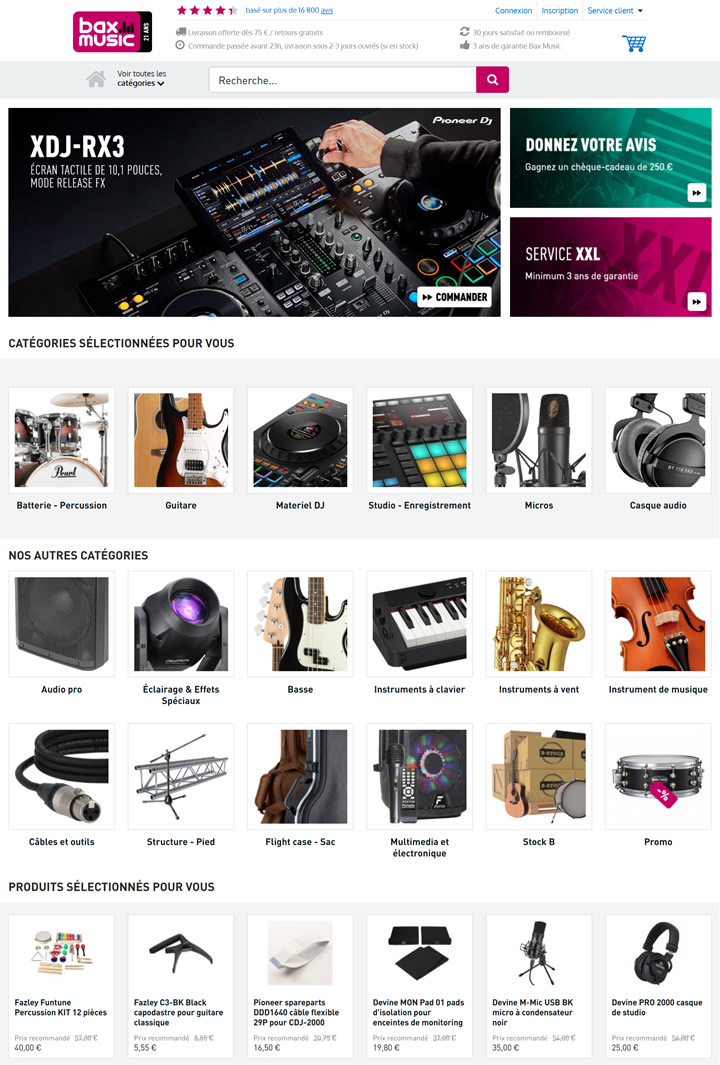 bax
music
21 ANS
basé sur plus de 16 800 avis
Connexion
Inscription
Service client
Livraison offerte dès 75 € / retours gratuits
30 jours satisfait ou remboursé
Commande passée avant 23h, livraison sous 2-3 jours ouvrés (si en stock)
3 ans de garantie Bax Music
Voir toutes les
catégories
Recherche...
Pioneer Dj
XDJ-RX3
ÉCRAN TACTILE DE 10,1 POUCES,
MODE RELEASE FX
COMMANDER
DONNEZ VOTRE AVIS
Gagnez un chèque-cadeau de 250 €
SERVICE XXL
Minimum 3 ans de garantie
XXL
CATÉGORIES SÉLECTIONNÉES POUR VOUS
Pearl
DT 770 PRO
Batterie - Percussion
Guitare
Materiel DJ
Studio - Enregistrement
Micros
Casque audio
NOS AUTRES CATÉGORIES
Audio pro
Éclairage & Effets
Spéciaux
Basse
Instruments à clavier
Instruments à vent
Instrument de musique
B-STOCK
B-STOCK
-%
Câbles et outils
Structure - Pied
Flight case - Sac
Multimedia et
électronique
Stock B
Promo
PRODUITS SÉLECTIONNÉS POUR VOUS
Fazley Funtune
Percussion KIT 12 pièces
Prix recommandé 57,00 €
40,00 €
Fazley C3-BK Black
capodastre pour guitare
classique
Prix recommandé 8,55 €
5,55 €
Pioneer spareparts
DDD1640 câble flexible
29P pour CDJ-2000
Prix recommandé 20,75 €
16,50 €
Devine MON Pad 01 pads
d'isolation pour
enceintes de monitoring
Prix recommandé 37,00 €
19,80 €
Devine M-Mic USB BK
micro à condensateur
noir
Prix recommandé 54,00 €
35,00 €
Devine PRO 2000 casque
de studio
Prix recommandé 56,00 €
25,00 €